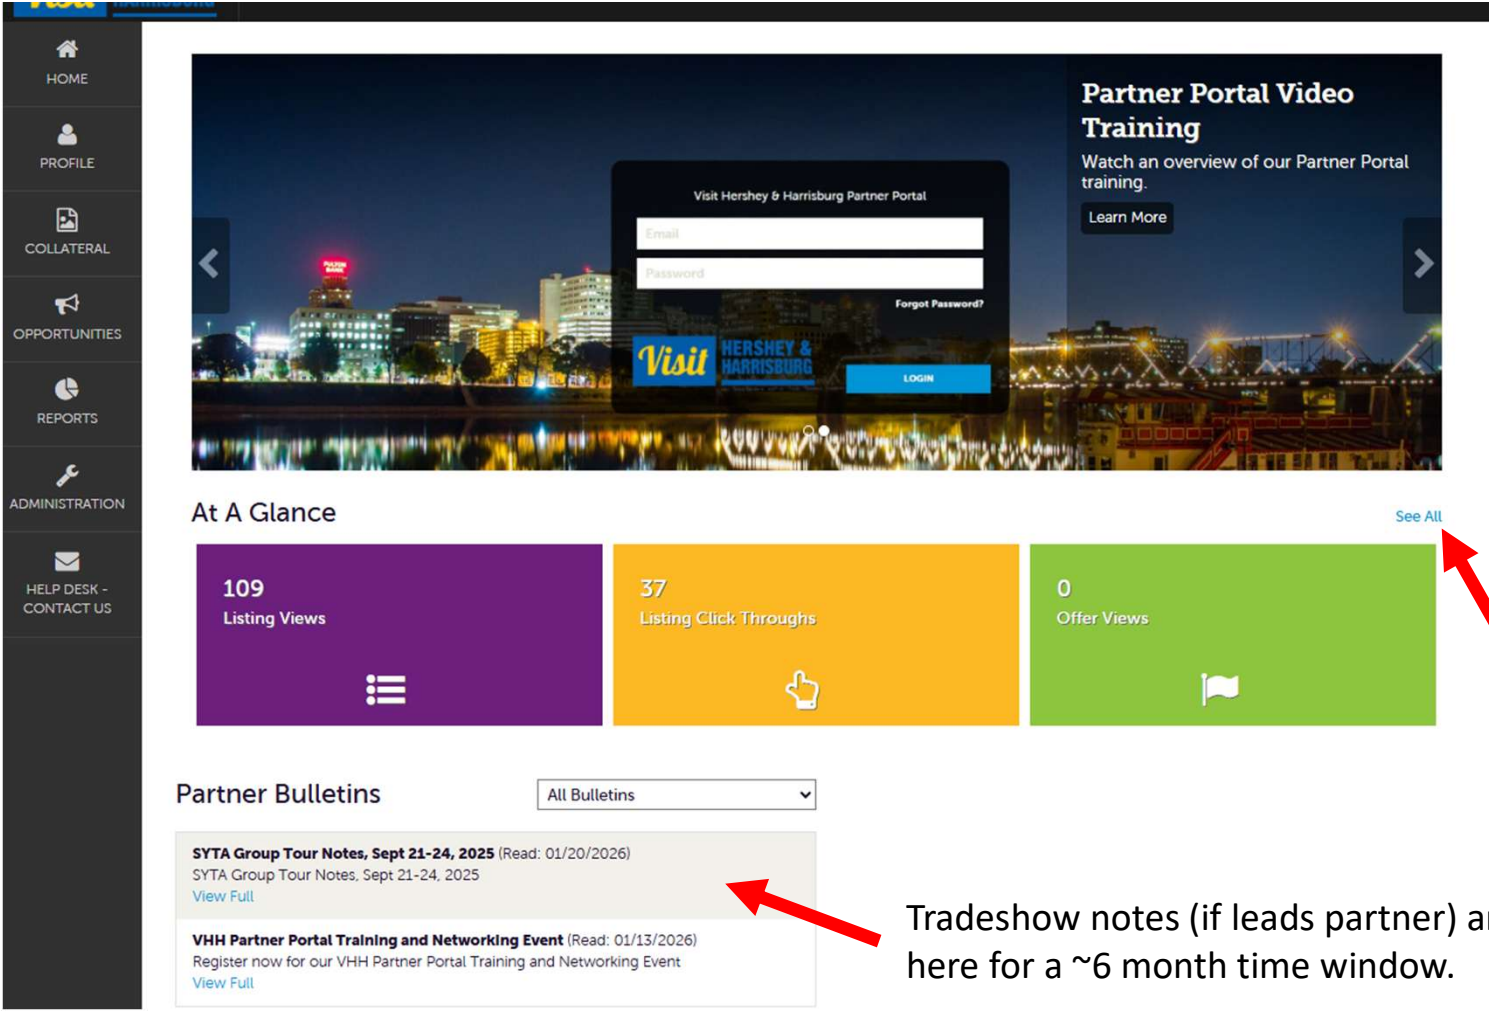 Visit HARRISBURG
HOME
PROFILE
COLLATERAL
OPPORTUNITIES
REPORTS
ADMINISTRATION
HELP DESK -
CONTACT US
Partner Portal Video
Training
Watch an overview of our Partner Portal
training.
Learn More
Visit Hershey & Harrisburg Partner Portal
Email
Password
Forgot Password?
Visit HERSHEY &
HARRISBURG
LOGIN
FULTON
BANK
At A Glance
See All
109
Listing Views
37
Listing Click Throughs
0
Offer Views
Partner Bulletins
All Bulletins
SYTA Group Tour Notes, Sept 21-24, 2025 (Read: 01/20/2026)
SYTA Group Tour Notes, Sept 21-24, 2025
View Full
VHH Partner Portal Training and Networking Event (Read: 01/13/2026)
Register now for our VHH Partner Portal Training and Networking Event
View Full
Tradeshow notes (if leads partner)
here for a ~6 month time window.